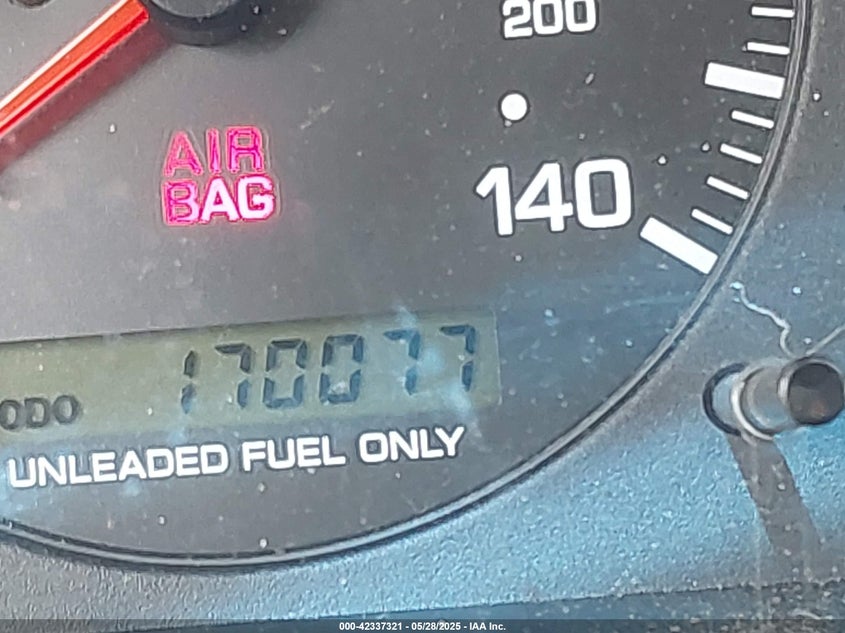 200
140
AIR
BAG
ODO 170077
UNLEADED FUEL ONLY
000-42337321 - 05/28/2025 - IAA Inc.